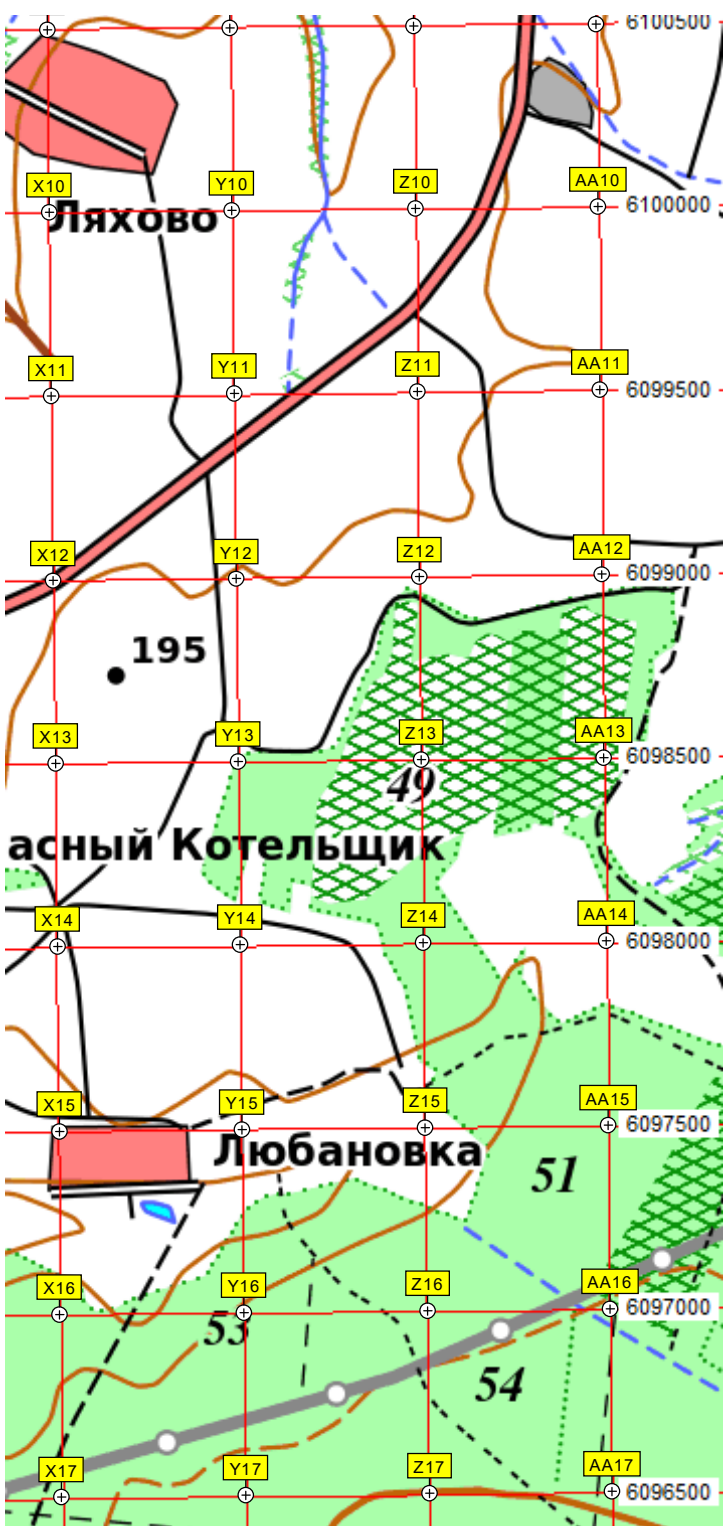 6100500
X10 Y10 Z10 AA10
6100000
Ляхово
X11 Y11 Z11 AA11
6099500
X12 Y12 Z12 AA12
6099000
195
X13 Y13 Z13 AA13
6098500
49
асный Котельщик
X14 Y14 Z14 AA14
6098000
X15 Y15 Z15 AA15
6097500
Любановка
51
X16 Y16 Z16 AA16
6097000
53
54
X17 Y17 Z17 AA17
6096500